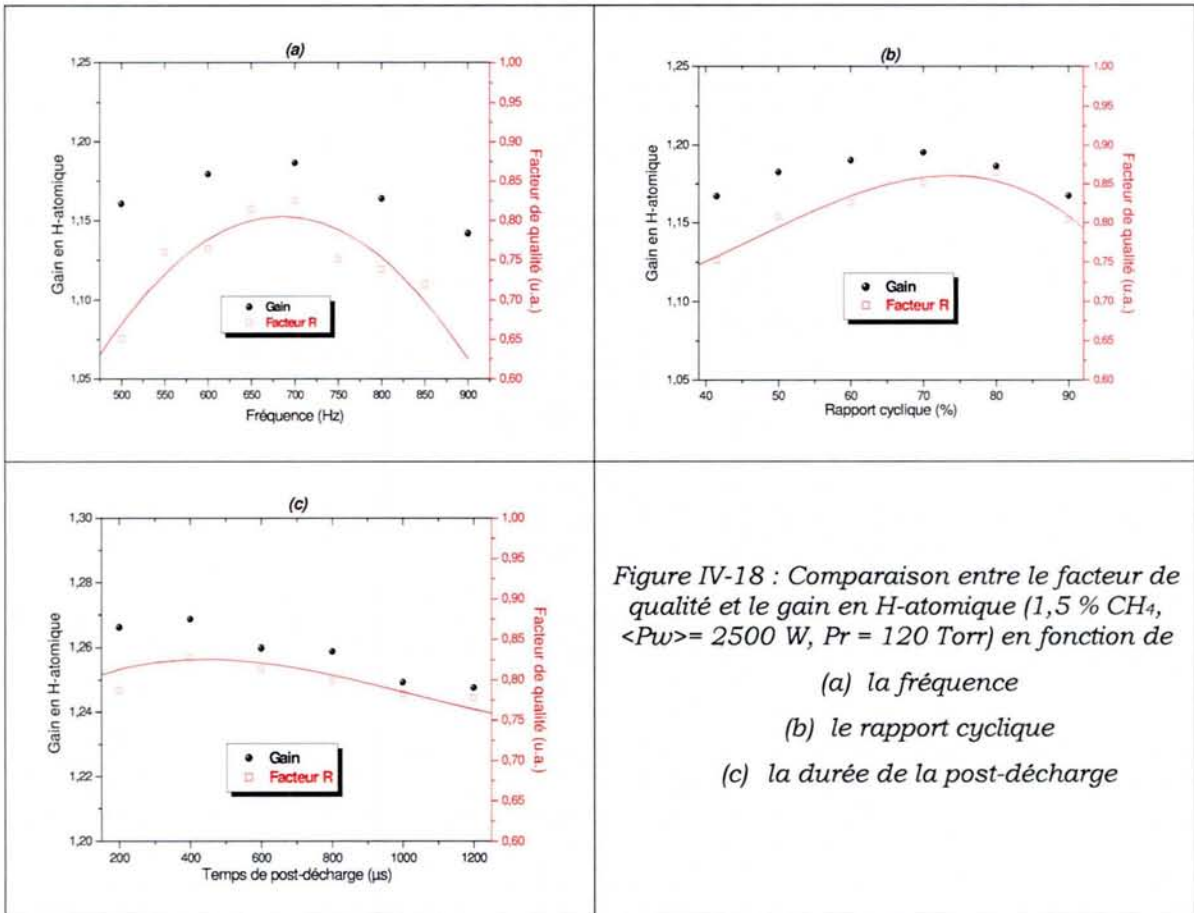 (a)
1,25
1,20
1,15
1,10
1,05
Gain en H-atomique
1,00
0,95
0,90
0,85
0,80
0,75
0,70
0,65
0,60
Facteur de qualité (u.a.)
Gain
Facteur R
500 550 600 650 700 750 800 850 900
Fréquence (Hz)
(b)
1,25
1,20
1,15
1,10
1,05
Gain en H-atomique
1,00
0,95
0,90
0,85
0,80
0,75
0,70
0,65
0,60
Facteur de qualité (u.a.)
Gain
Facteur R
40 50 60 70 80 90
Rapport cyclique (%)
(c)
1,30
1,28
1,26
1,24
1,22
1,20
Gain en H-atomique
1,00
0,95
0,90
0,85
0,80
0,75
0,70
0,65
0,60
Facteur de qualité (u.a.)
Gain
Facteur R
200 400 600 800 1000 1200
Temps de post-décharge (µs)
Figure IV-18 : Comparaison entre le facteur de
qualité et le gain en H-atomique (1,5 % CH₄,
<Pw>= 2500 W, Pr = 120 Torr) en fonction de
(a) la fréquence
(b) le rapport cyclique
(c) la durée de la post-décharge